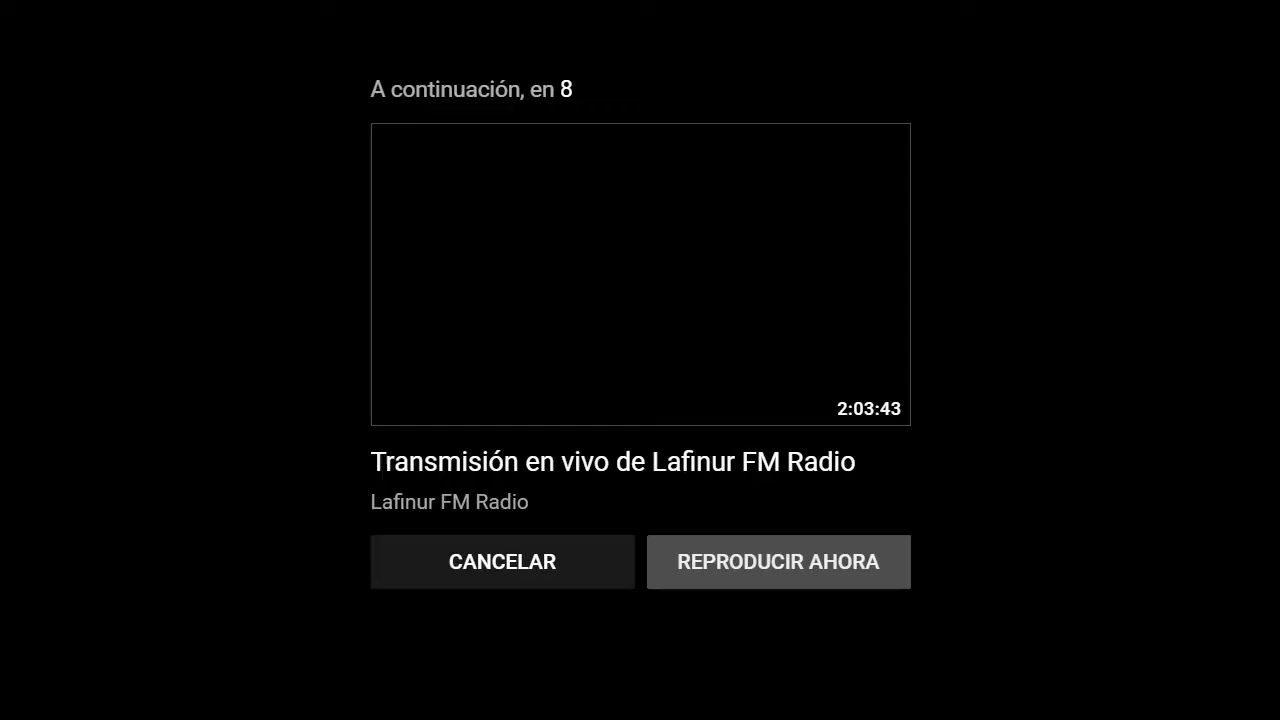 A continuación, en 8
2:03:43
Transmisión en vivo de Lafinur FM Radio
Lafinur FM Radio
CANCELAR
REPRODUCIR AHORA